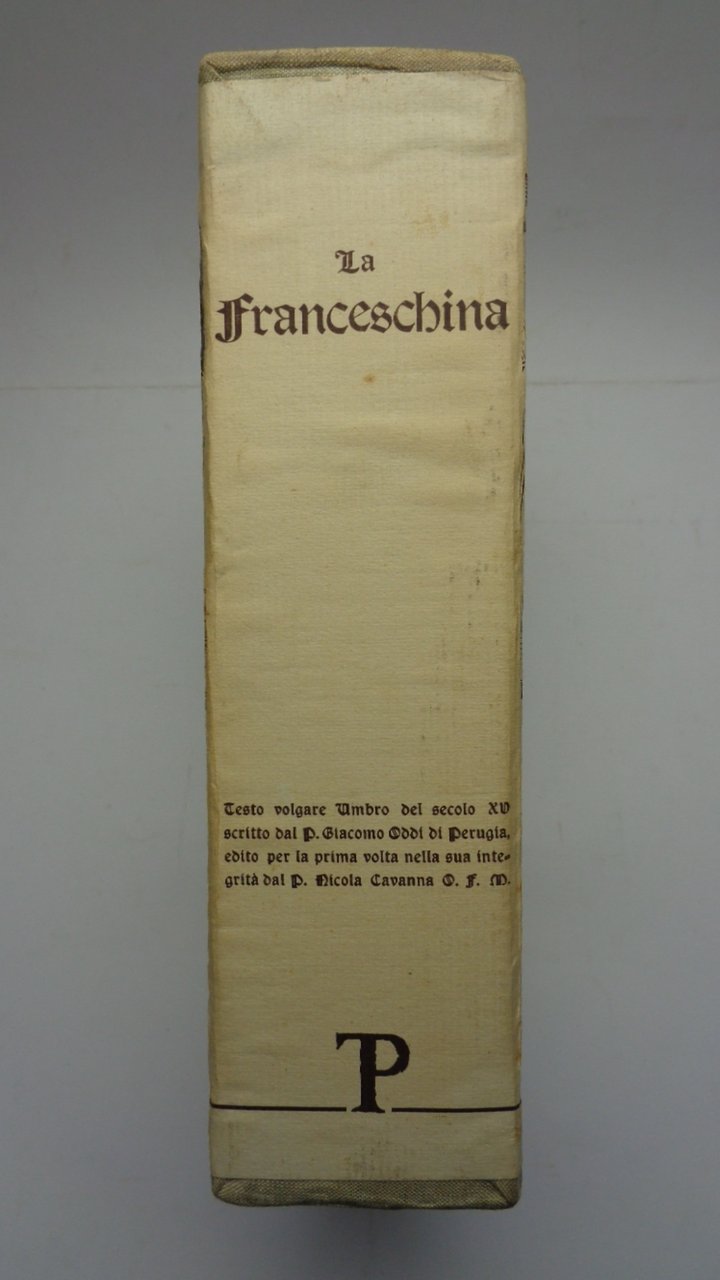 La
Franceschina
Testo volgare Umbro del secolo XV
scritto dal P. Giacomo Oddi di Perugia,
edito per la prima volta nella sua inte-
grità dal P. Nicola Cavanna O. F. M.
TP